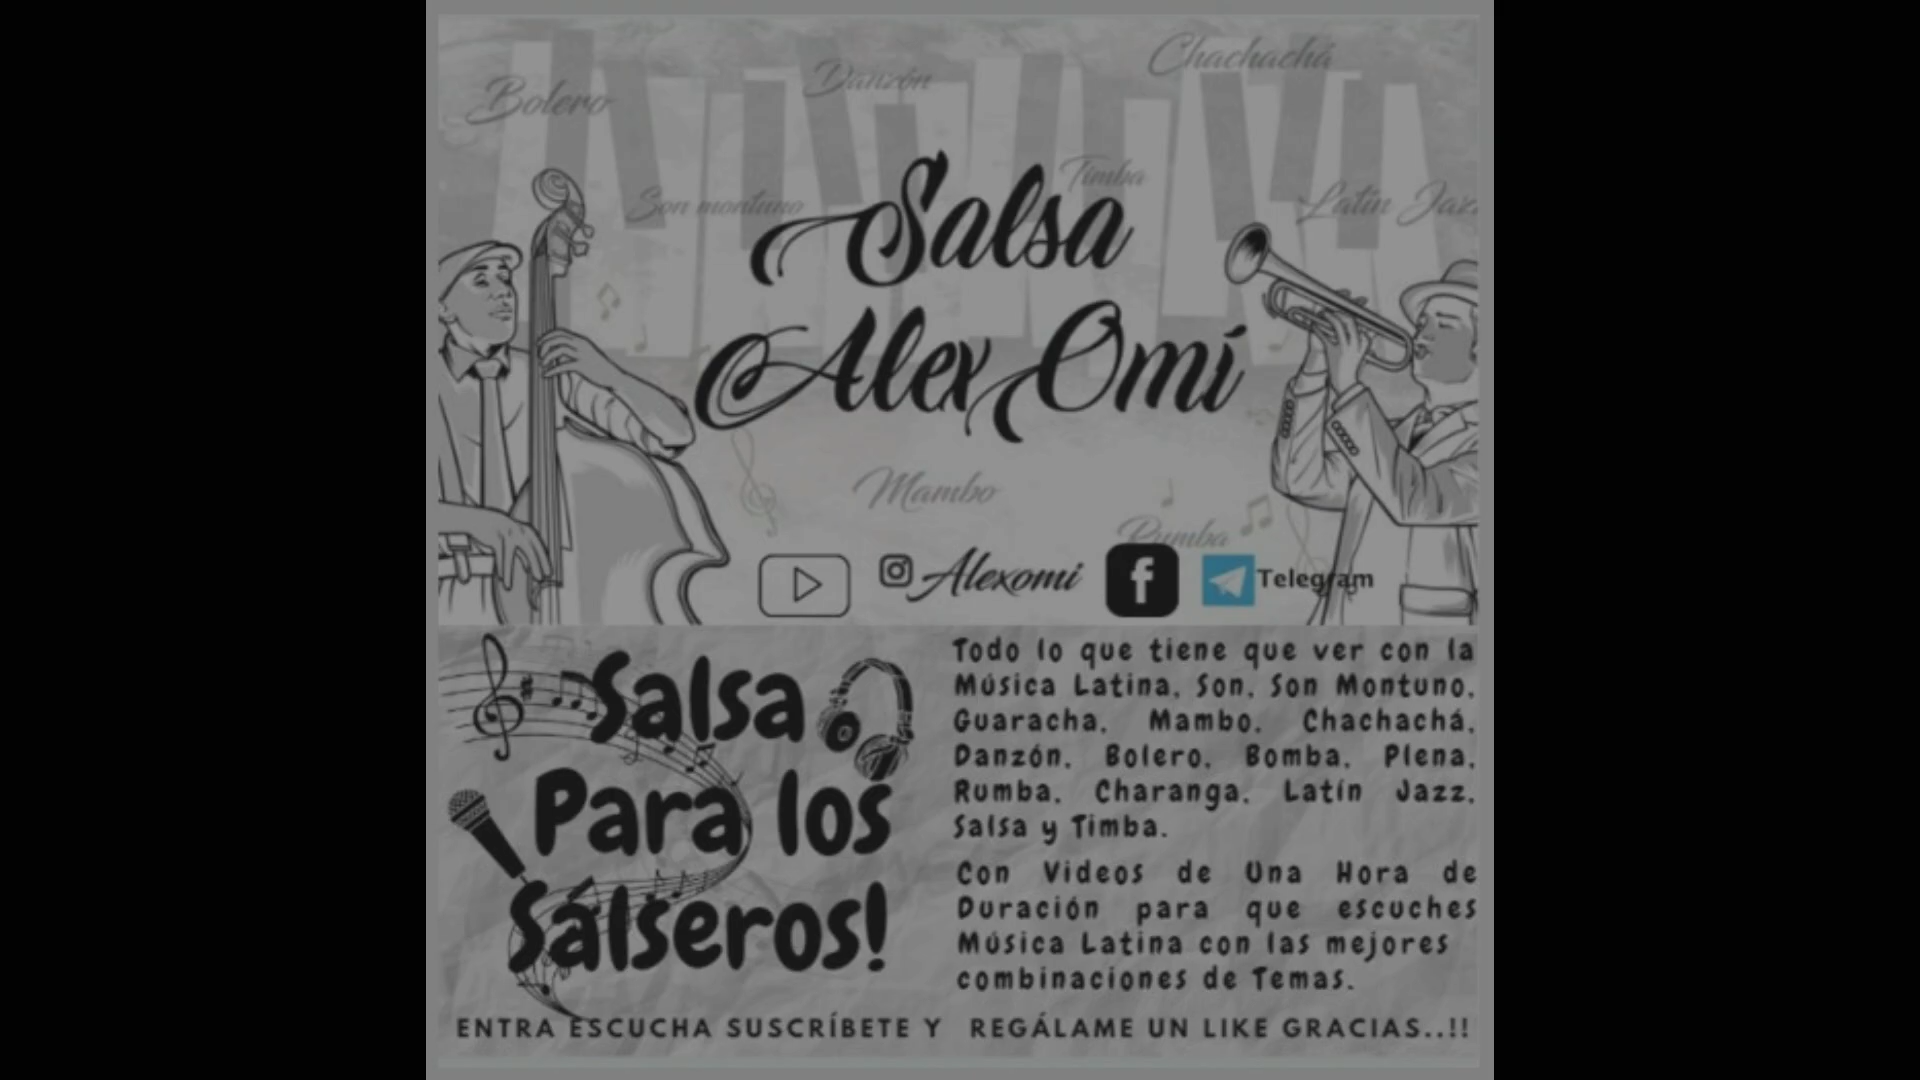 Chachachá
Danzón
Bolero
Timba
Son montuno
Latin Jaz
Salsa
Alex Omi
Mambo
Rumba
Alexomi
f
Telegram
Salsa
Para los
Sálseros!
Todo lo que tiene que ver con la
Música Latina, Son, Son Montuno,
Guaracha, Mambo, Chachachá,
Danzón, Bolero, Bomba, Plena,
Rumba, Charanga, Latín Jazz,
Salsa y Timba.
Con Videos de Una Hora de
Duración para que escuches
Música Latina con las mejores
combinaciones de Temas.
ENTRA ESCUCHA SUSCRÍBETE Y REGÁLAME UN LIKE GRACIAS..!!